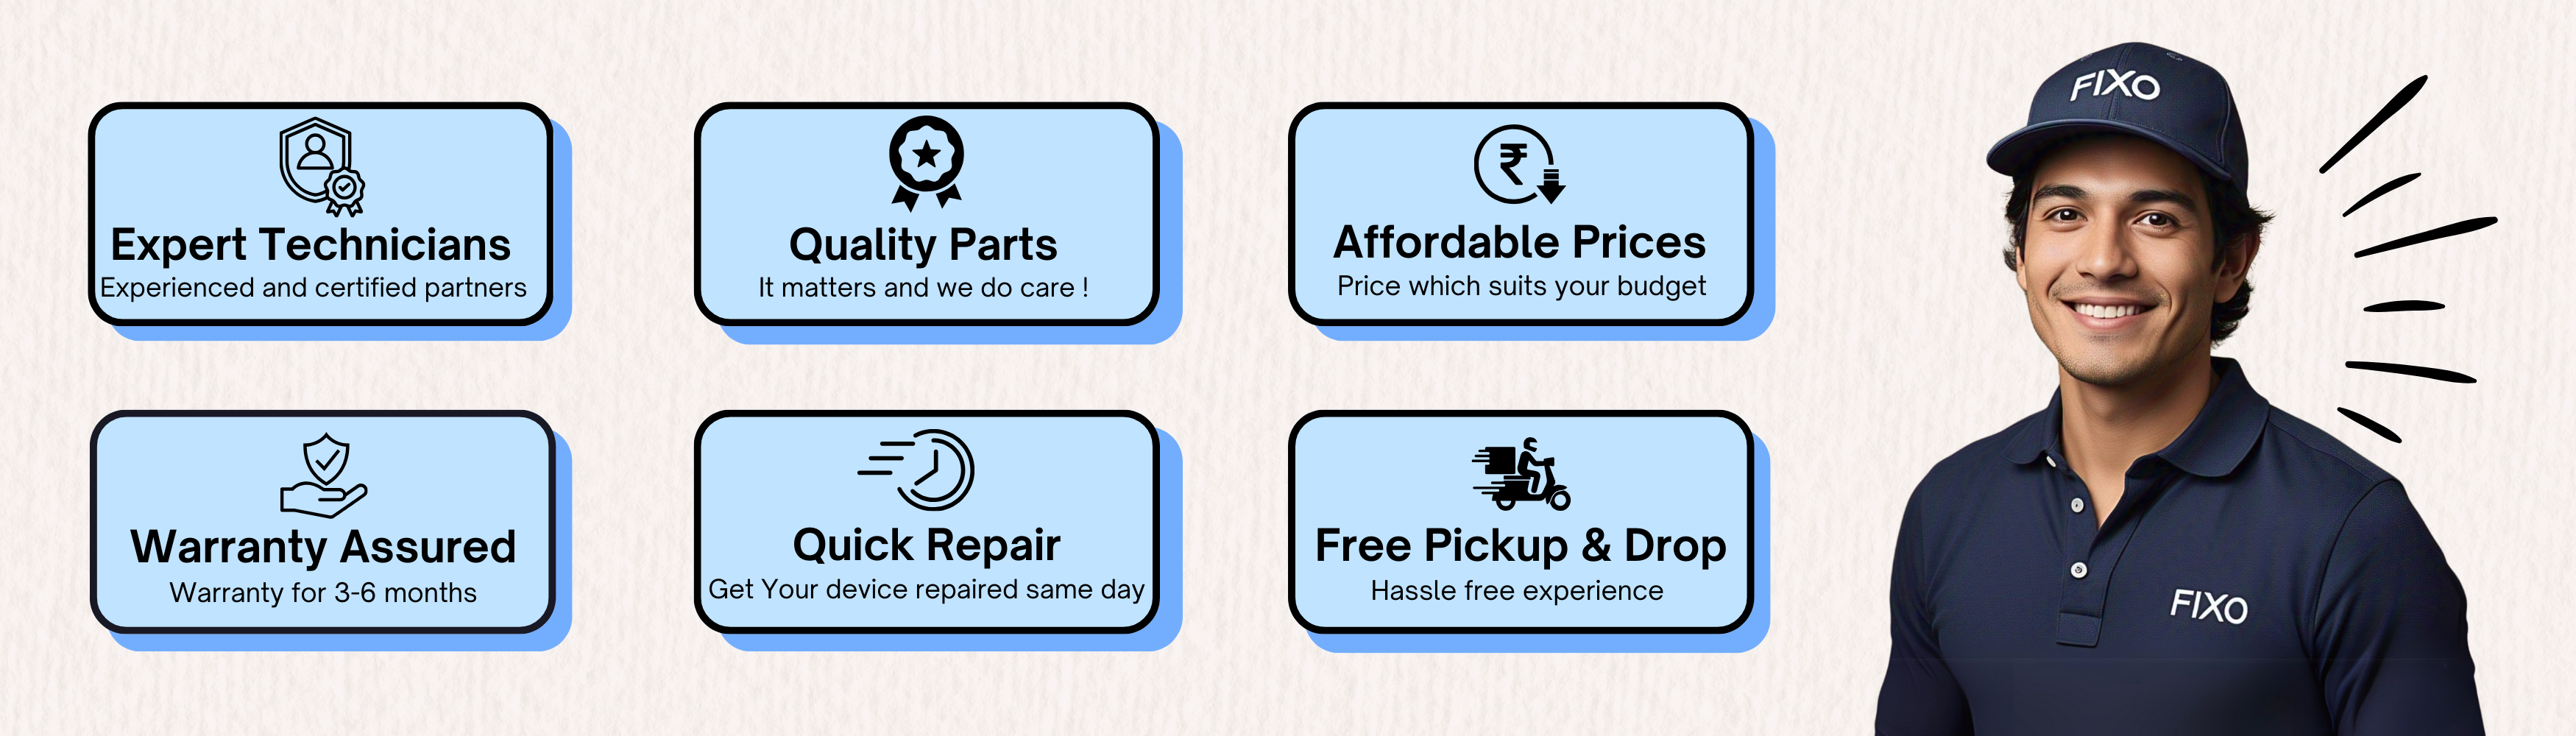 Expert Technicians
Experienced and certified partners
Quality Parts
It matters and we do care !
₹
Affordable Prices
Price which suits your budget
Warranty Assured
Warranty for 3-6 months
Quick Repair
Get Your device repaired same day
Free Pickup & Drop
Hassle free experience
FIXO
FIXO